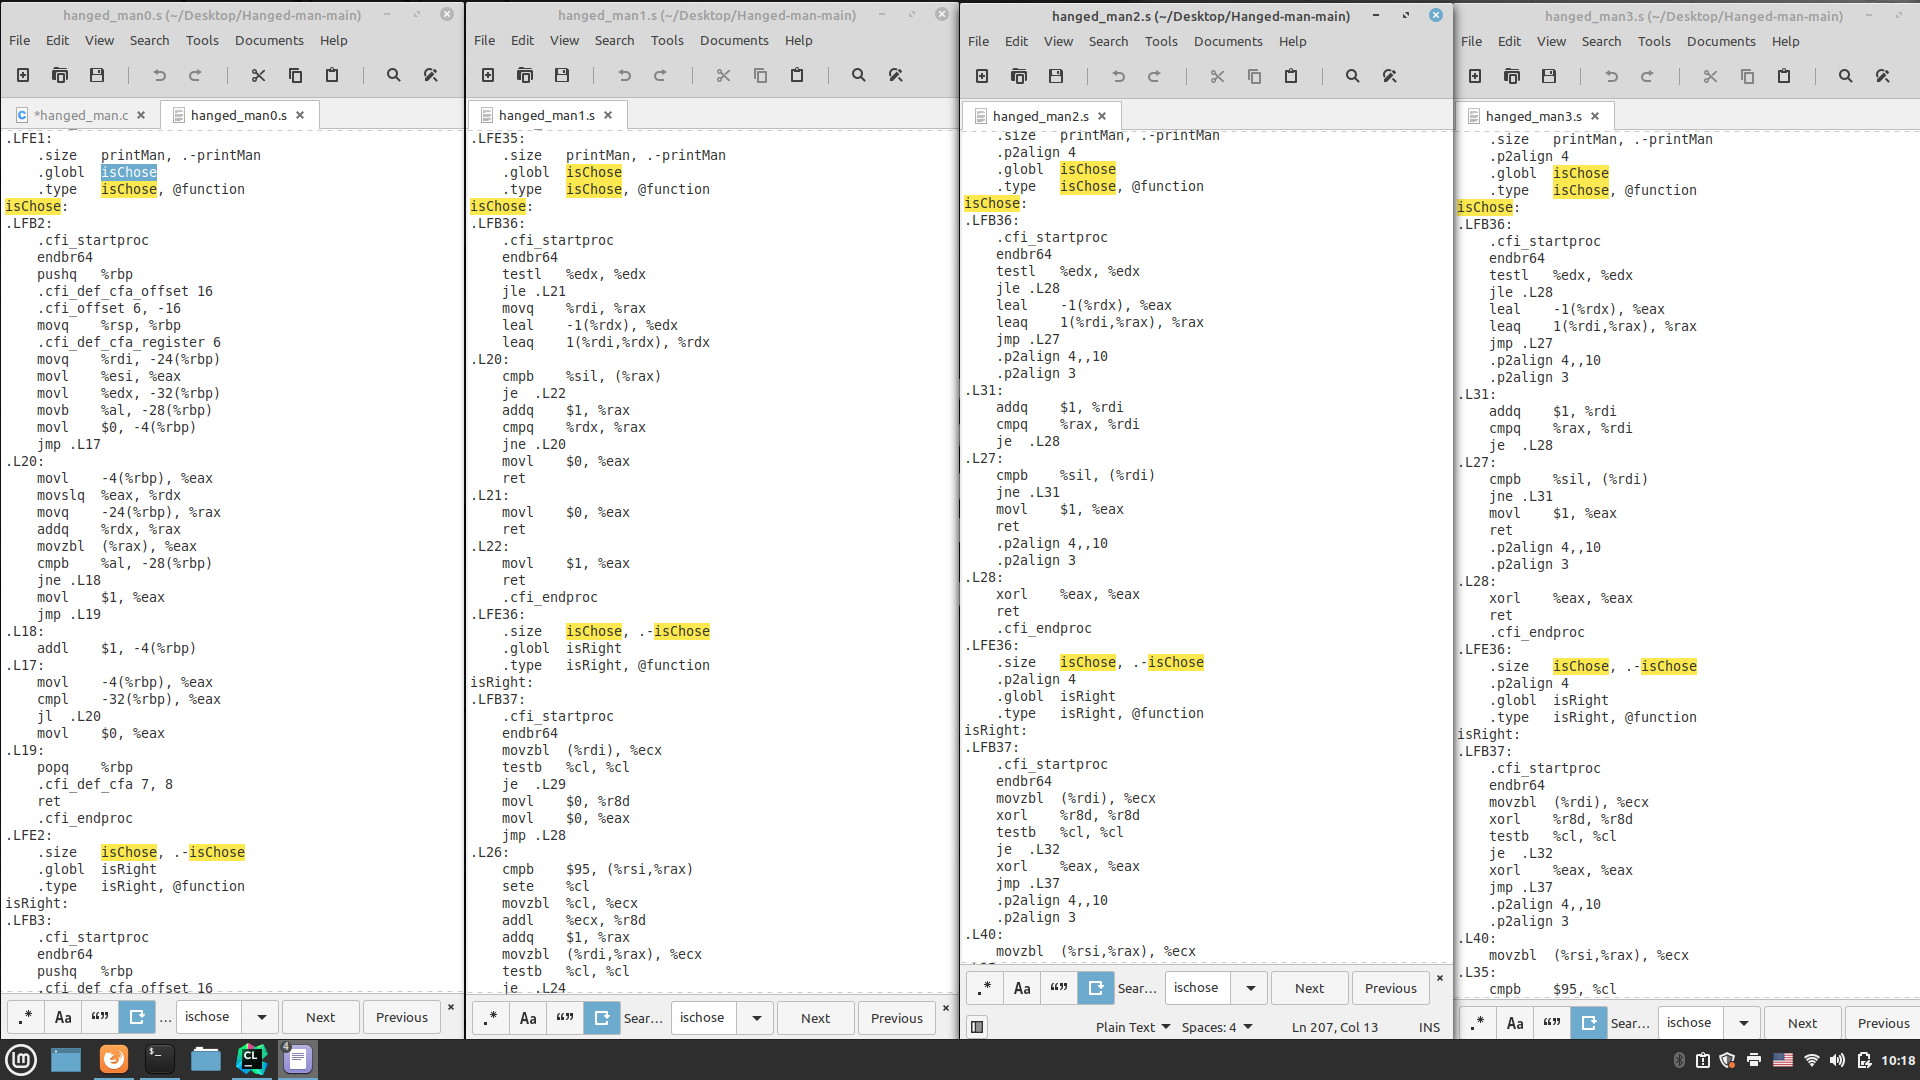 hanged_man0.s (~/Desktop/Hanged-man-main)
File Edit View Search Tools Documents Help
*hanged_man.c
hanged_man0.s
.LFE1:
.size printMan, .-printMan
.globl isChose
.type isChose, @function
isChose:
.LFB2:
.cfi_startproc
endbr64
pushq %rbp
.cfi_def_cfa_offset 16
.cfi_offset 6, -16
movq %rsp, %rbp
.cfi_def_cfa_register 6
movq %rdi, -24(%rbp)
movl %esi, %eax
movl %edx, -32(%rbp)
movb %al, -28(%rbp)
movl $0, -4(%rbp)
jmp .L17
.L20:
movl -4(%rbp), %eax
movslq %eax, %rdx
movq -24(%rbp), %rax
addq %rdx, %rax
movzbl (%rax), %eax
cmpb %al, -28(%rbp)
jne .L18
movl $1, %eax
jmp .L19
.L18:
addl $1, -4(%rbp)
.L17:
movl -4(%rbp), %eax
cmpl -32(%rbp), %eax
jl .L20
movl $0, %eax
.L19:
popq %rbp
.cfi_def_cfa 7, 8
ret
.cfi_endproc
.LFE2:
.size isChose, .-isChose
.globl isRight
.type isRight, @function
isRight:
.LFB3:
.cfi_startproc
endbr64
pushq %rbp
.cfi_def_cfa_offset 16
.* Aa “” ... ischose Next Previous
hanged_man1.s (~/Desktop/Hanged-man-main)
File Edit View Search Tools Documents Help
hanged_man1.s
.LFE35:
.size printMan, .-printMan
.globl isChose
.type isChose, @function
isChose:
.LFB36:
.cfi_startproc
endbr64
testl %edx, %edx
jle .L21
movq %rdi, %rax
leal -1(%rdx), %edx
leaq 1(%rdi,%rdx), %rdx
.L20:
cmpb %sil, (%rax)
je .L22
addq $1, %rax
cmpq %rdx, %rax
jne .L20
movl $0, %eax
ret
.L21:
movl $0, %eax
ret
.L22:
movl $1, %eax
ret
.cfi_endproc
.LFE36:
.size isChose, .-isChose
.globl isRight
.type isRight, @function
isRight:
.LFB37:
.cfi_startproc
endbr64
movzbl (%rdi), %ecx
testb %cl, %cl
je .L29
movl $0, %r8d
movl $0, %eax
jmp .L28
.L26:
cmpb $95, (%rsi,%rax)
sete %cl
movzbl %cl, %ecx
addl %ecx, %r8d
addq $1, %rax
movzbl (%rdi,%rax), %ecx
testb %cl, %cl
je .L24
.* Aa “” Sear... ischose Next Previous
hanged_man2.s (~/Desktop/Hanged-man-main)
File Edit View Search Tools Documents Help
hanged_man2.s
.size printMan, .-printMan
.p2align 4
.globl isChose
.type isChose, @function
isChose:
.LFB36:
.cfi_startproc
endbr64
testl %edx, %edx
jle .L28
leal -1(%rdx), %eax
leaq 1(%rdi,%rax), %rax
jmp .L27
.p2align 4,,10
.p2align 3
.L31:
addq $1, %rdi
cmpq %rax, %rdi
je .L28
.L27:
cmpb %sil, (%rdi)
jne .L31
movl $1, %eax
ret
.p2align 4,,10
.p2align 3
.L28:
xorl %eax, %eax
ret
.cfi_endproc
.LFE36:
.size isChose, .-isChose
.p2align 4
.globl isRight
.type isRight, @function
isRight:
.LFB37:
.cfi_startproc
endbr64
movzbl (%rdi), %ecx
xorl %r8d, %r8d
testb %cl, %cl
je .L32
xorl %eax, %eax
jmp .L37
.p2align 4,,10
.p2align 3
.L40:
movzbl (%rsi,%rax), %ecx
.* Aa “” Sear... ischose Next Previous
Plain Text Spaces: 4 Ln 207, Col 13 INS
hanged_man3.s (~/Desktop/Hanged-man-main)
File Edit View Search Tools Documents Help
hanged_man3.s
.size printMan, .-printMan
.p2align 4
.globl isChose
.type isChose, @function
isChose:
.LFB36:
.cfi_startproc
endbr64
testl %edx, %edx
jle .L28
leal -1(%rdx), %eax
leaq 1(%rdi,%rax), %rax
jmp .L27
.p2align 4,,10
.p2align 3
.L31:
addq $1, %rdi
cmpq %rax, %rdi
je .L28
.L27:
cmpb %sil, (%rdi)
jne .L31
movl $1, %eax
ret
.p2align 4,,10
.p2align 3
.L28:
xorl %eax, %eax
ret
.cfi_endproc
.LFE36:
.size isChose, .-isChose
.p2align 4
.globl isRight
.type isRight, @function
isRight:
.LFB37:
.cfi_startproc
endbr64
movzbl (%rdi), %ecx
xorl %r8d, %r8d
testb %cl, %cl
je .L32
xorl %eax, %eax
jmp .L37
.p2align 4,,10
.p2align 3
.L40:
movzbl (%rsi,%rax), %ecx
.L35:
cmpb $95, %cl
.* Aa “” Sear... ischose Next Previous
CL
4
10:18